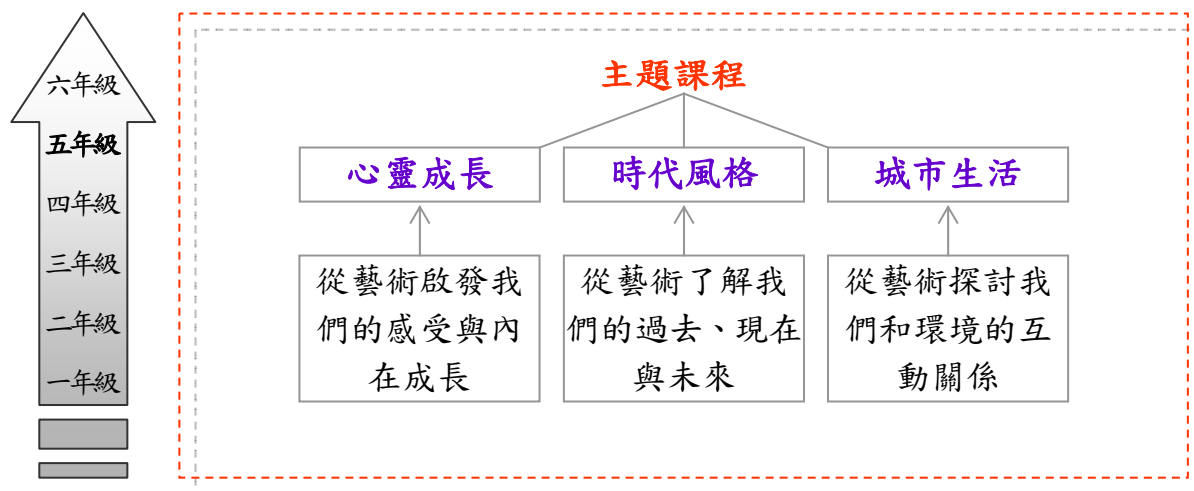 六年級
五年級
四年級
三年級
二年級
一年級
主題課程
心靈成長
時代風格
城市生活
從藝術啟發我
們的感受與內
在成長
從藝術了解我
們的過去、現在
與未來
從藝術探討我
們和環境的互
動關係